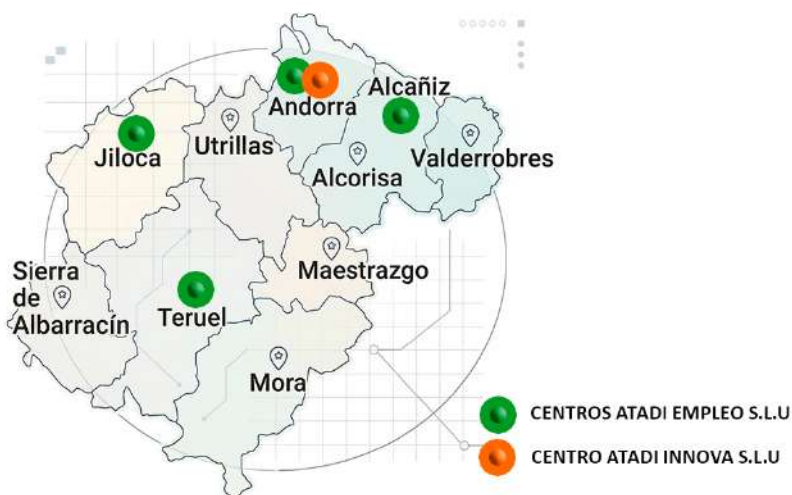 Alcañiz
Andorra
Utrillas
Jiloca
Alcorisa
Valderrobres
Sierra
de
Albarracín
Maestrazgo
Teruel
Mora
CENTROS ATADI EMPLEO S.L.U
CENTRO ATADI INNOVA S.L.U